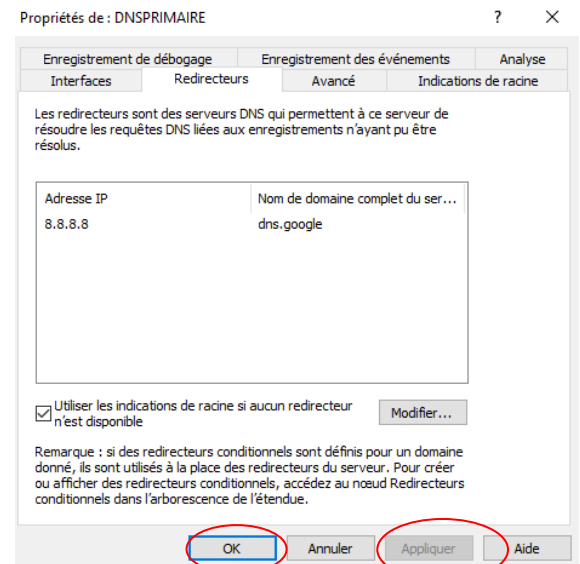 Propriétés de : DNSPRIMAIRE ? ×
Enregistrement de débogage Enregistrement des événements Analyse
Interfaces Redirecteurs Avancé Indications de racine
Les redirecteurs sont des serveurs DNS qui permettent à ce serveur de
résoudre les requêtes DNS liées aux enregistrements n'ayant pu être
résolus.
Adresse IP Nom de domaine complet du ser...
8.8.8.8 dns.google
Utiliser les indications de racine si aucun redirecteur
n'est disponible
Modifier...
Remarque : si des redirecteurs conditionnels sont définis pour un domaine
donné, ils sont utilisés à la place des redirecteurs du serveur. Pour créer
ou afficher des redirecteurs conditionnels, accédez au nœud Redirecteurs
conditionnels dans l'arborescence de l'étendue.
OK Annuler Appliquer Aide